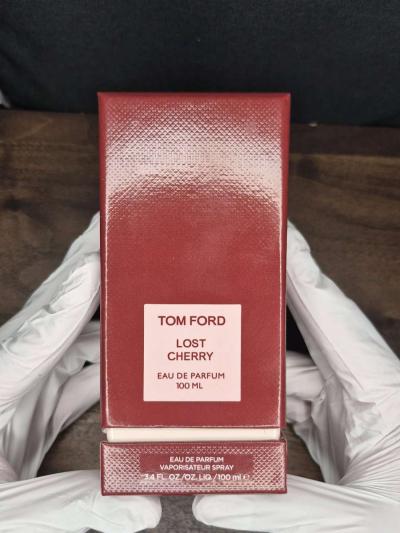 TOM FORD
LOST
CHERRY
EAU DE PARFUM
100 ML
EAU DE PARFUM
VAPORISATEUR SPRAY
3.4 FL. OZ./OZ. LIQ./100 ml ℮